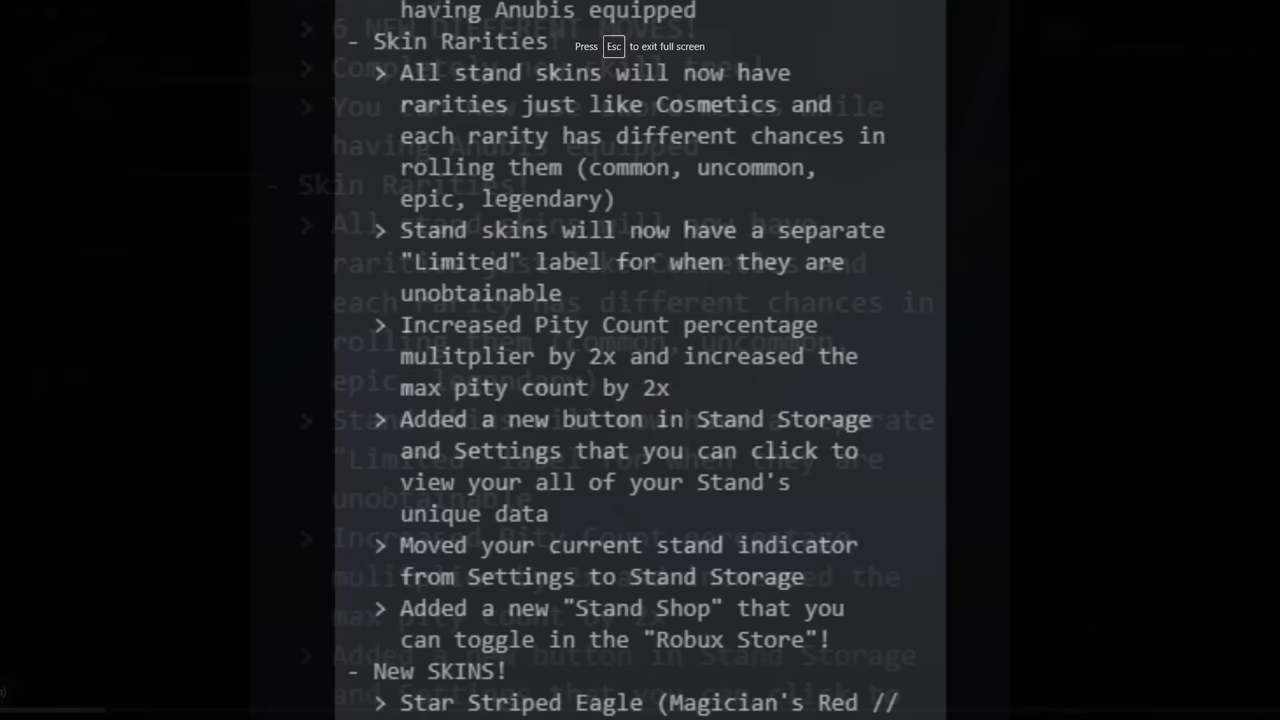 having Anubis equipped
- Skin Rarities
Press Esc to exit full screen
> All stand skins will now have
rarities just like Cosmetics and
each rarity has different chances in
rolling them (common, uncommon,
epic, legendary)
> Stand skins will now have a separate
"Limited" label for when they are
unobtainable
> Increased Pity Count percentage
mulitplier by 2x and increased the
max pity count by 2x
> Added a new button in Stand Storage
and Settings that you can click to
view your all of your Stand's
unique data
> Moved your current stand indicator
from Settings to Stand Storage
> Added a new "Stand Shop" that you
can toggle in the "Robux Store"!
- New SKINS!
> Star Striped Eagle (Magician's Red //